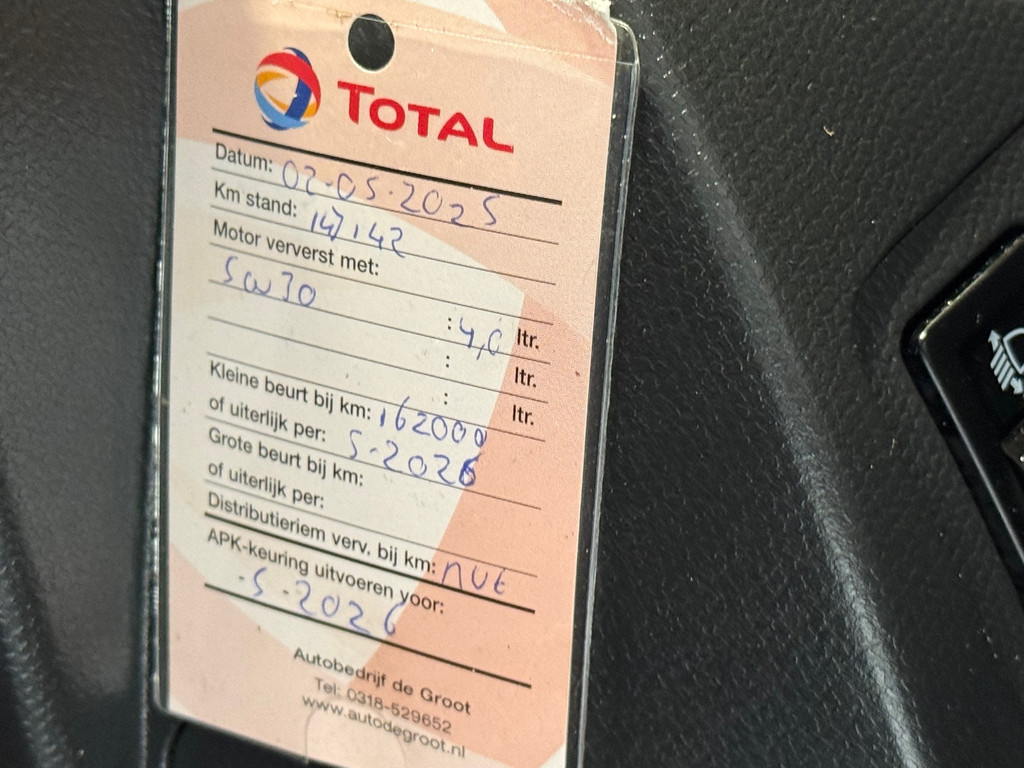 TOTAL
Datum: 02-05-2025
Km stand: 147142
Motor ververst met:
5w30 : 4,0 ltr.
: ltr.
: ltr.
Kleine beurt bij km: 162000
of uiterlijk per: 5-2026
Grote beurt bij km:
of uiterlijk per:
Distributieriem verv. bij km: nvt
APK-keuring uitvoeren voor:
-5-2026
Autobedrijf de Groot
Tel: 0318-529652
www.autodegroot.nl